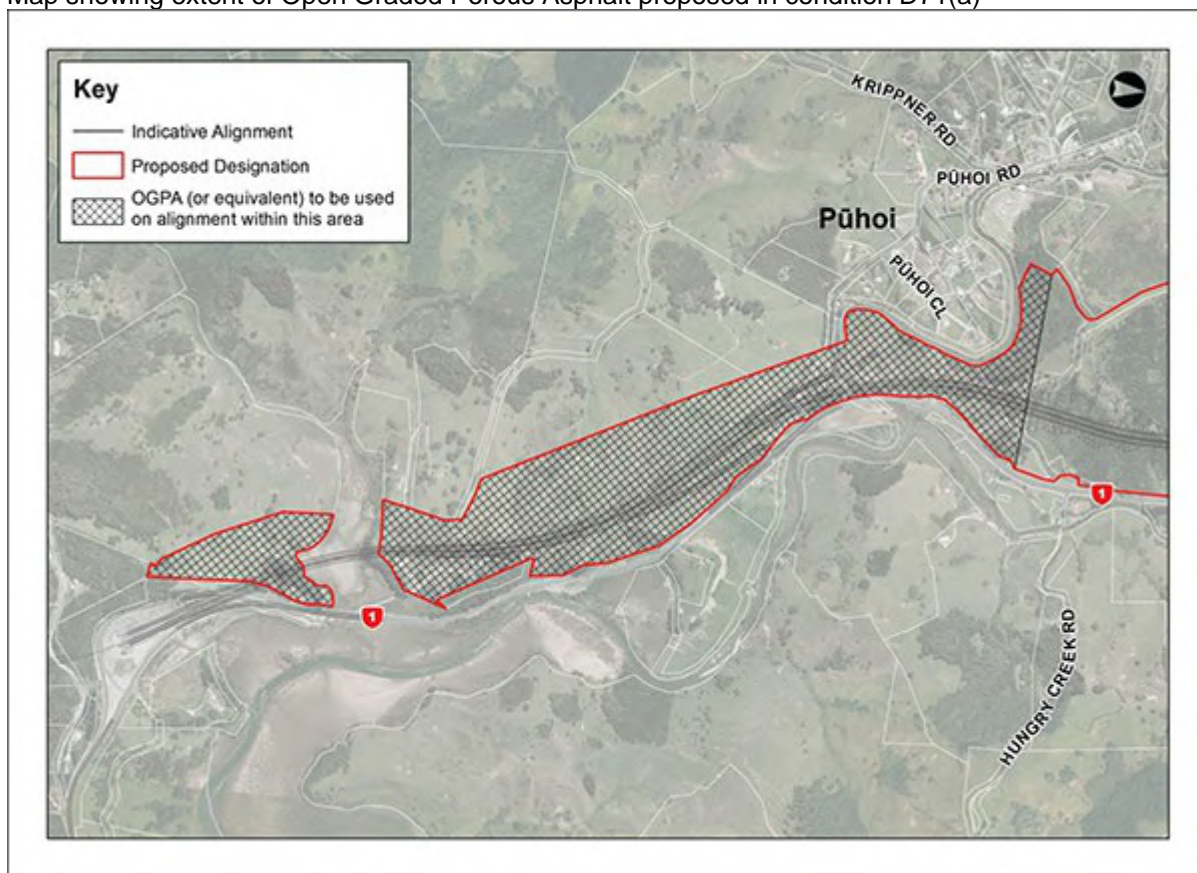 Map showing extent of Open Graded Porous Asphalt proposed in condition D71(a)
Key
Indicative Alignment
Proposed Designation
OGPA (or equivalent) to be used
on alignment within this area
KRIPPNER RD
PŪHOI RD
Pūhoi
PŪHOI CL
1
1
HUNGRY CREEK RD